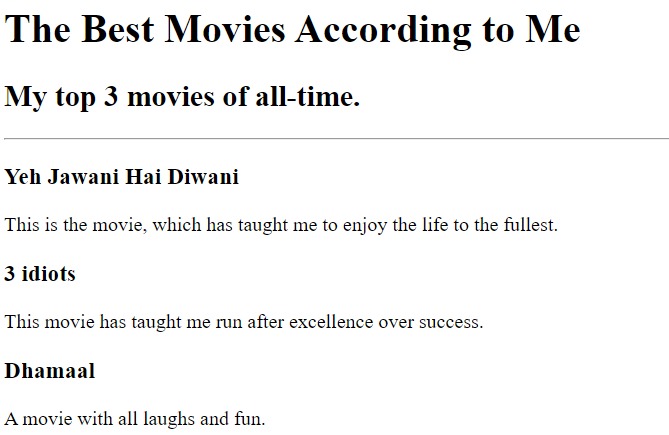 The Best Movies According to Me
My top 3 movies of all-time.
Yeh Jawani Hai Diwani
This is the movie, which has taught me to enjoy the life to the fullest.
3 idiots
This movie has taught me run after excellence over success.
Dhamaal
A movie with all laughs and fun.